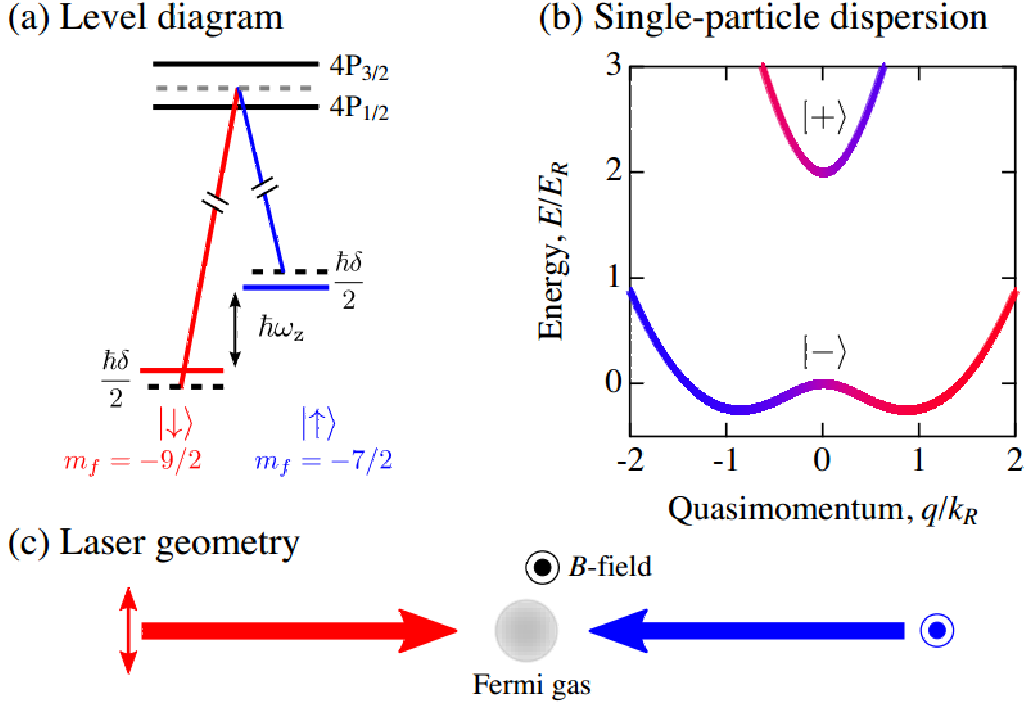 (a) Level diagram
4P3/2
4P1/2
ħδ
2
ħωz
ħδ
2
|↓⟩ |↑⟩
mf = −9/2 mf = −7/2
(b) Single-particle dispersion
3
2
1
0
-2 -1 0 1 2
Energy, E/ER
Quasimomentum, q/kR
|+⟩
|−⟩
(c) Laser geometry
B-field
Fermi gas